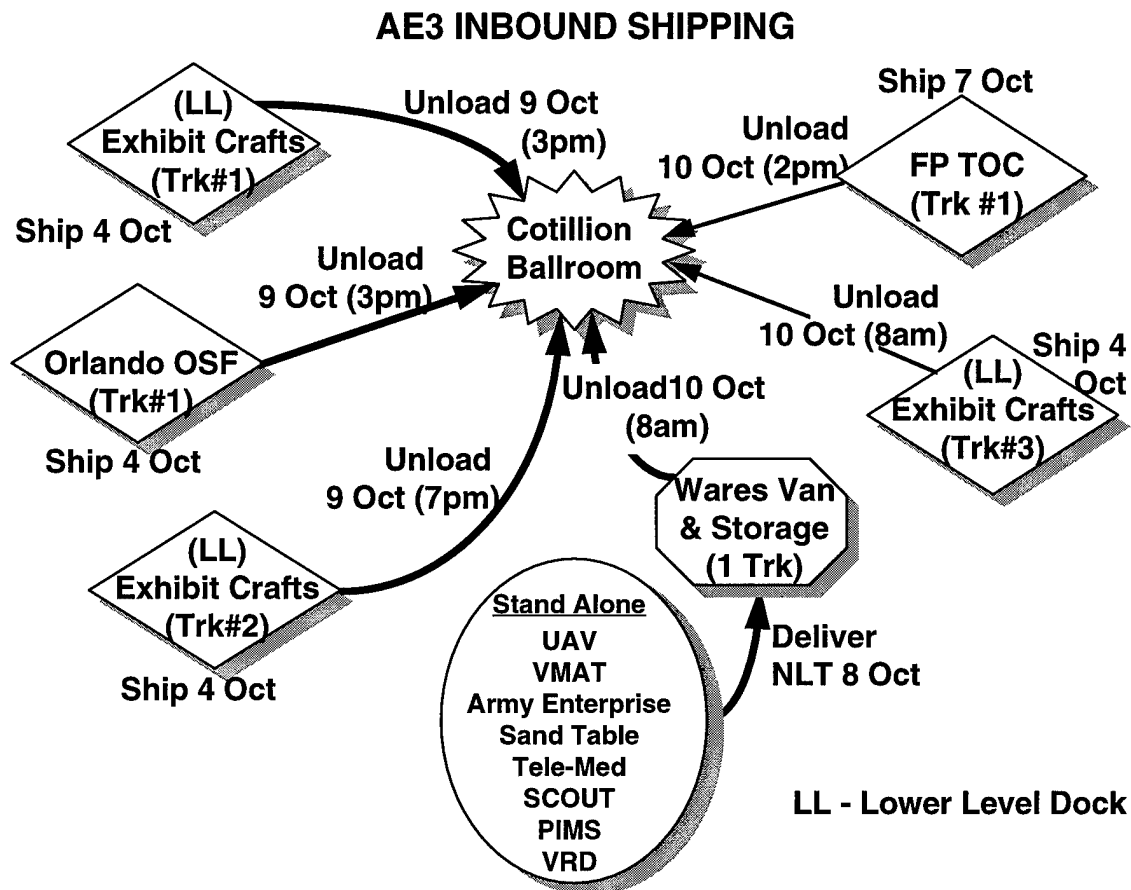 AE3 INBOUND SHIPPING
(LL)
Exhibit Crafts
(Trk#1)
Ship 4 Oct
Unload 9 Oct
(3pm)
Ship 7 Oct
FP TOC
(Trk #1)
Unload
10 Oct (2pm)
Cotillion
Ballroom
Unload
9 Oct (3pm)
Orlando OSF
(Trk#1)
Ship 4 Oct
Unload
10 Oct (8am)
Ship 4
Oct
(LL)
Exhibit Crafts
(Trk#3)
Unload10 Oct
(8am)
Unload
9 Oct (7pm)
(LL)
Exhibit Crafts
(Trk#2)
Ship 4 Oct
Wares Van
& Storage
(1 Trk)
Stand Alone
UAV
VMAT
Army Enterprise
Sand Table
Tele-Med
SCOUT
PIMS
VRD
Deliver
NLT 8 Oct
LL - Lower Level Dock